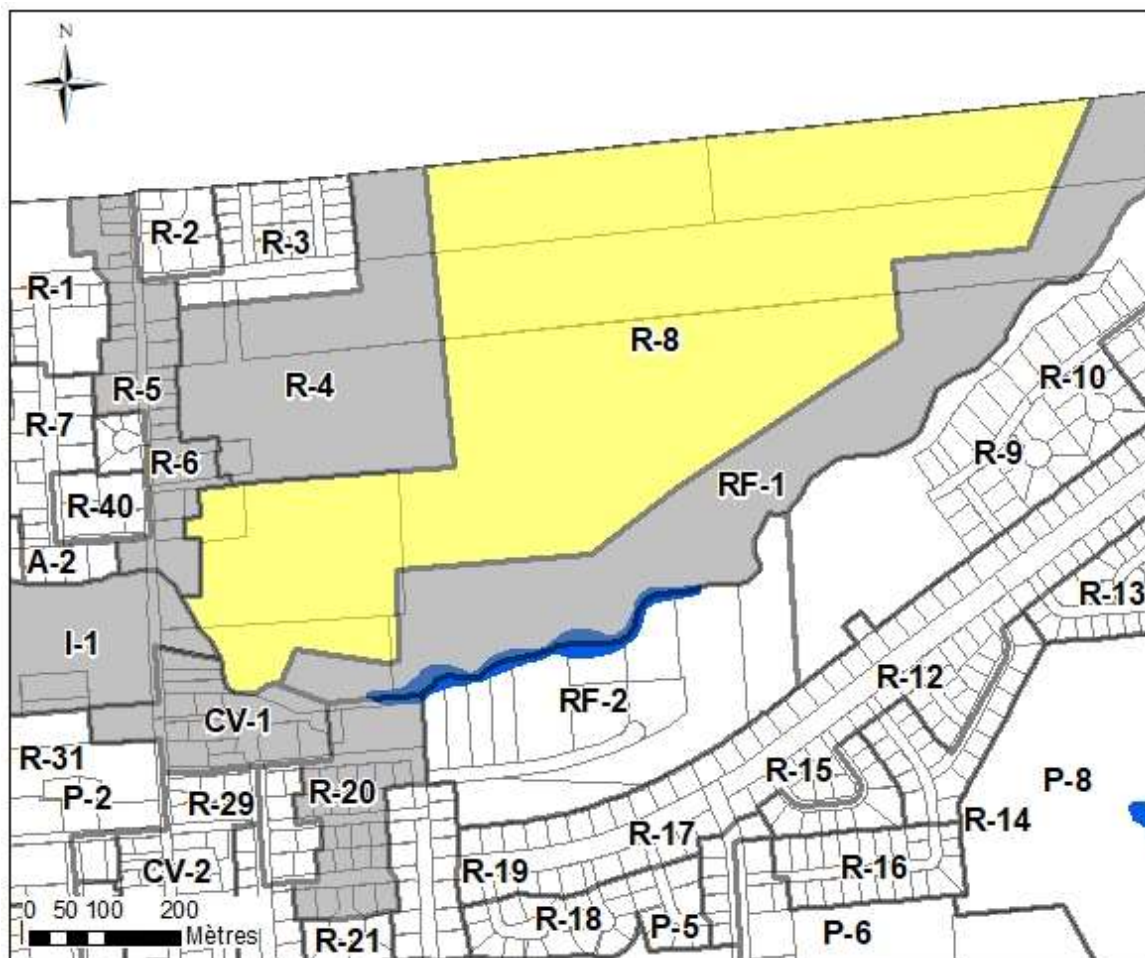 N
R-2
R-3
R-1
R-8
R-5
R-4
R-10
R-7
R-6
R-9
RF-1
R-40
A-2
R-13
I-1
R-12
RF-2
CV-1
R-31
R-15
P-8
P-2
R-29
R-20
R-17
R-14
CV-2
R-19
R-16
0 50 100 200
Mètres
R-18
P-5
P-6
R-21